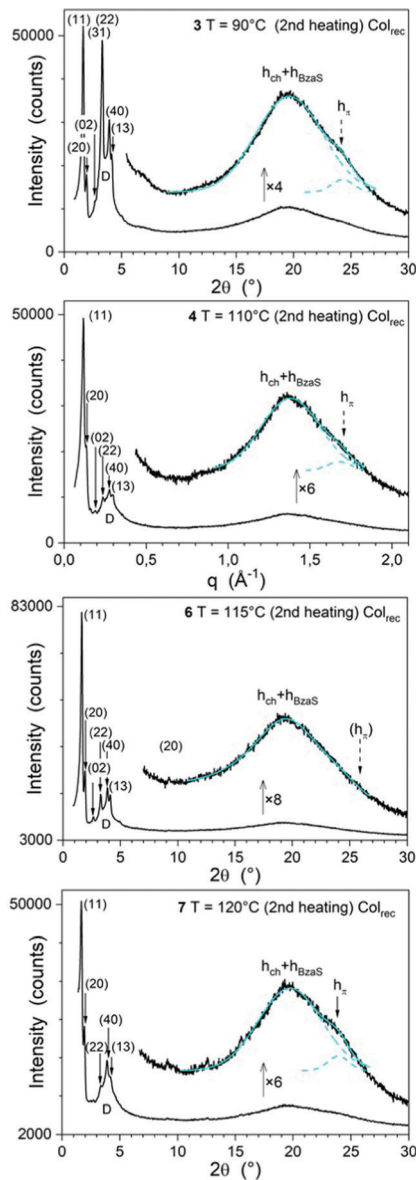 3 T = 90°C (2nd heating) Col_rec
50000
(11)
(22)
(31)
(02)
(20)
(40)
(13)
D
h_ch+h_BzaS
h_π
×4
Intensity (counts)
0
0 5 10 15 20 25 30
2θ (°)
4 T = 110°C (2nd heating) Col_rec
50000
(11)
(20)
(02)
(22)
(40)
(13)
D
h_ch+h_BzaS
h_π
×6
Intensity (counts)
0
0,0 0,5 1,0 1,5 2,0
q (Å⁻¹)
6 T = 115°C (2nd heating) Col_rec
83000
(11)
(20)
(22)
(40)
(02)
(13)
D
(20)
h_ch+h_BzaS
(h_π)
×8
Intensity (counts)
3000
0 5 10 15 20 25 30
2θ (°)
7 T = 120°C (2nd heating) Col_rec
50000
(11)
(20)
(40)
(22)
(13)
D
h_ch+h_BzaS
h_π
×6
Intensity (counts)
2000
0 5 10 15 20 25 30
2θ (°)